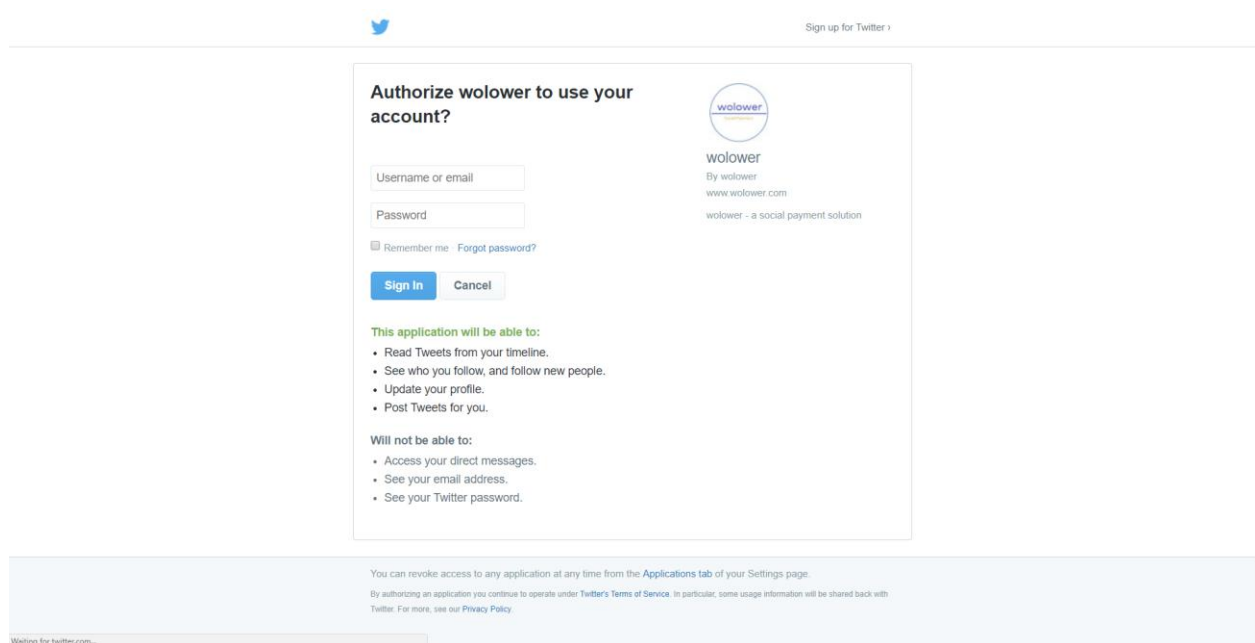 Sign up for Twitter ›
Authorize wolower to use your
account?
Username or email
Password
Remember me · Forgot password?
Sign In
Cancel
This application will be able to:
• Read Tweets from your timeline.
• See who you follow, and follow new people.
• Update your profile.
• Post Tweets for you.
Will not be able to:
• Access your direct messages.
• See your email address.
• See your Twitter password.
wolower
wolower
By wolower
www.wolower.com
wolower - a social payment solution
You can revoke access to any application at any time from the Applications tab of your Settings page.
By authorizing an application you continue to operate under Twitter's Terms of Service. In particular, some usage information will be shared back with
Twitter. For more, see our Privacy Policy.
Waiting for twitter.com...